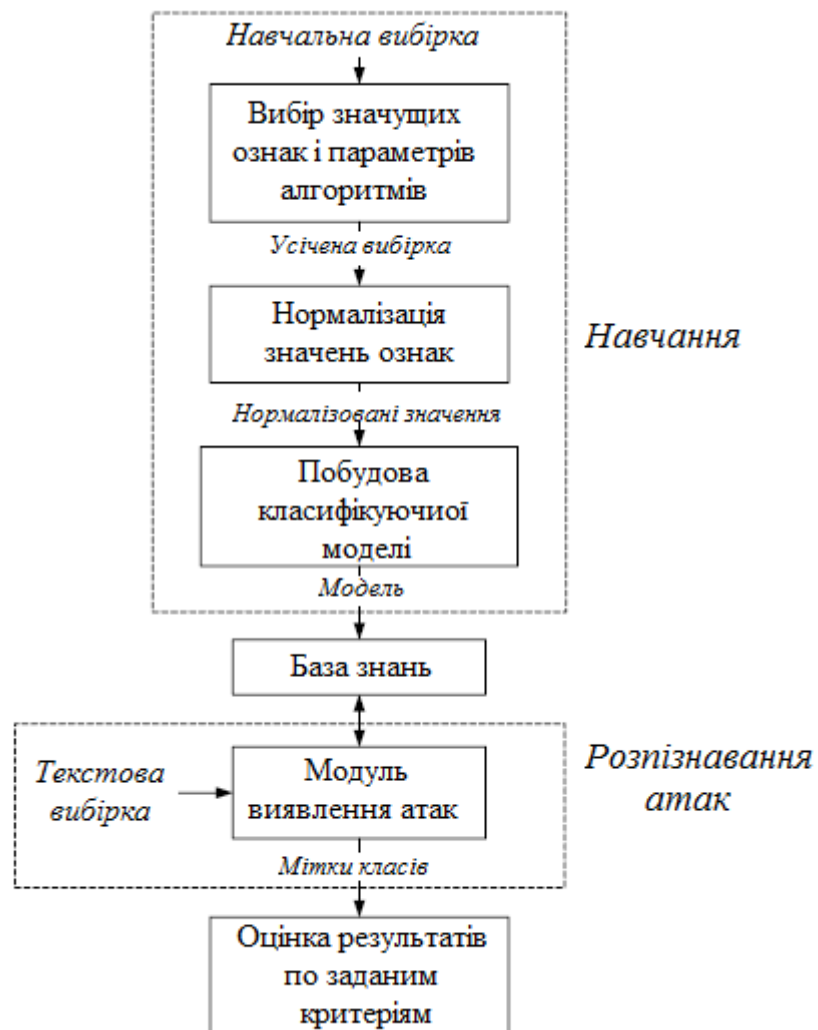 Навчальна вибірка
Вибір значущих
ознак і параметрів
алгоритмів
Усічена вибірка
Нормалізація
значень ознак
Навчання
Нормалізовані значення
Побудова
класифікуючиої
моделі
Модель
База знань
Текстова
вибірка
Модуль
виявлення атак
Розпізнавання
атак
Мітки класів
Оцінка результатів
по заданим
критеріям